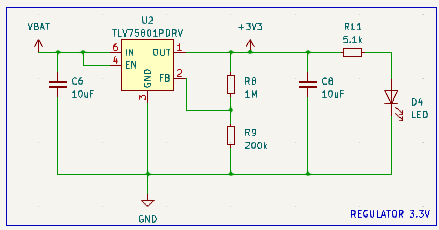 VBAT
U2
TLV75801PDRV
+3V3
R11
5.1k
6
IN
OUT
1
4
EN
FB
2
GND
3
C6
10uF
R8
1M
C8
10uF
D4
LED
R9
200k
GND
REGULATOR 3.3V